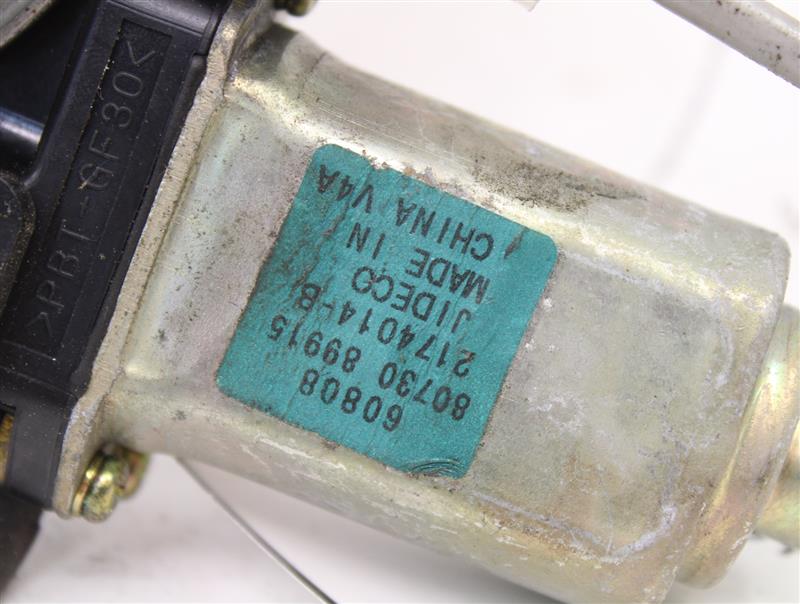 >PBT-GF30<
60808
80730 89915
2174014-B
JIDECO
MADE IN
CHINA V4A